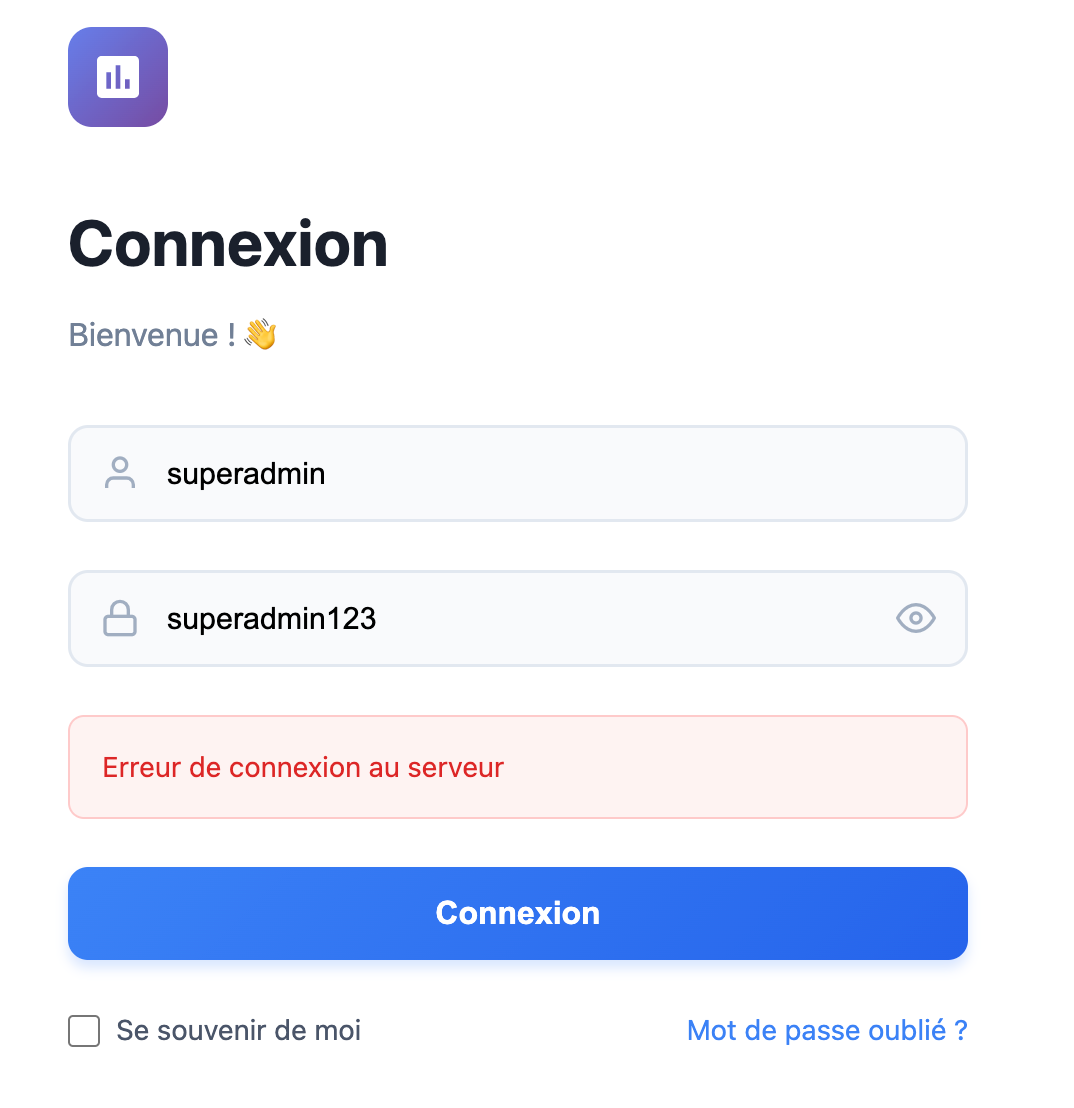 Connexion
Bienvenue ! 👋
superadmin
superadmin123
Erreur de connexion au serveur
Connexion
Se souvenir de moi
Mot de passe oublié ?